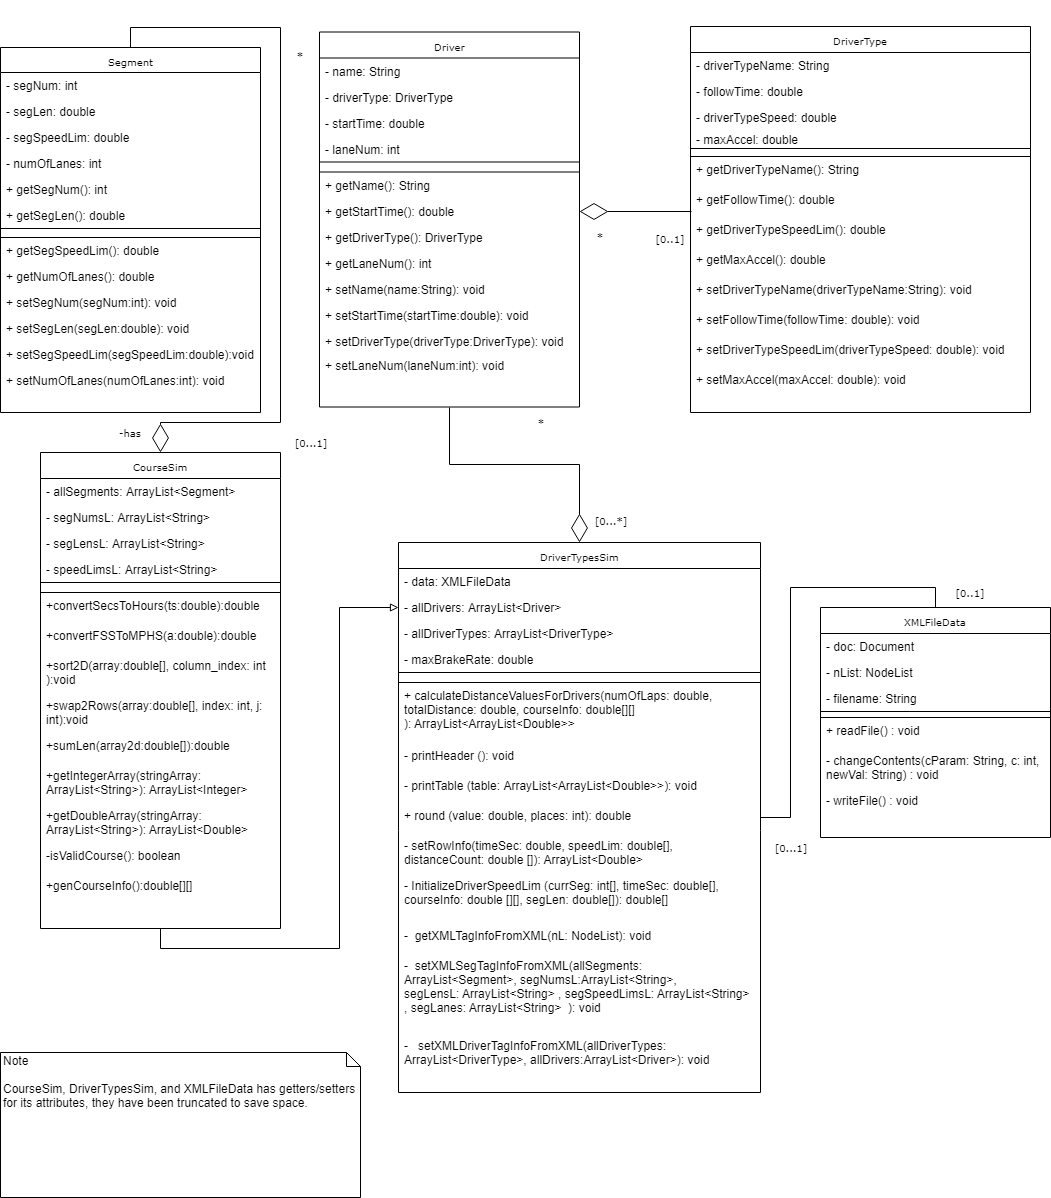 Segment
- segNum: int
- segLen: double
- segSpeedLim: double
- numOfLanes: int
+ getSegNum(): int
+ getSegLen(): double
+ getSegSpeedLim(): double
+ getNumOfLanes(): double
+ setSegNum(segNum:int): void
+ setSegLen(segLen:double): void
+ setSegSpeedLim(segSpeedLim:double):void
+ setNumOfLanes(numOfLanes:int): void
*
Driver
- name: String
- driverType: DriverType
- startTime: double
- laneNum: int
+ getName(): String
+ getStartTime(): double
+ getDriverType(): DriverType
+ getLaneNum(): int
+ setName(name:String): void
+ setStartTime(startTime:double): void
+ setDriverType(driverType:DriverType): void
+ setLaneNum(laneNum:int): void
*
[0..1]
DriverType
- driverTypeName: String
- followTime: double
- driverTypeSpeed: double
- maxAccel: double
+ getDriverTypeName(): String
+ getFollowTime(): double
+ getDriverTypeSpeedLim(): double
+ getMaxAccel(): double
+ setDriverTypeName(driverTypeName:String): void
+ setFollowTime(followTime: double): void
+ setDriverTypeSpeedLim(driverTypeSpeed: double): void
+ setMaxAccel(maxAccel: double): void
-has
[0...1]
*
[0...*]
CourseSim
- allSegments: ArrayList<Segment>
- segNumsL: ArrayList<String>
- segLensL: ArrayList<String>
- speedLimsL: ArrayList<String>
+convertSecsToHours(ts:double):double
+convertFSSToMPHS(a:double):double
+sort2D(array:double[], column_index: int
):void
+swap2Rows(array:double[], index: int, j:
int):void
+sumLen(array2d:double[]):double
+getIntegerArray(stringArray:
ArrayList<String>): ArrayList<Integer>
+getDoubleArray(stringArray:
ArrayList<String>): ArrayList<Double>
-isValidCourse(): boolean
+genCourseInfo():double[][]
DriverTypesSim
- data: XMLFileData
- allDrivers: ArrayList<Driver>
- allDriverTypes: ArrayList<DriverType>
- maxBrakeRate: double
+ calculateDistanceValuesForDrivers(numOfLaps: double,
totalDistance: double, courseInfo: double[][]
): ArrayList<ArrayList<Double>>
- printHeader (): void
- printTable (table: ArrayList<ArrayList<Double>>): void
+ round (value: double, places: int): double
- setRowInfo(timeSec: double, speedLim: double[],
distanceCount: double []): ArrayList<Double>
- InitializeDriverSpeedLim (currSeg: int[], timeSec: double[],
courseInfo: double [][], segLen: double[]): double[]
- getXMLTagInfoFromXML(nL: NodeList): void
- setXMLSegTagInfoFromXML(allSegments:
ArrayList<Segment>, segNumsL:ArrayList<String>,
segLensL: ArrayList<String> , segSpeedLimsL: ArrayList<String>
, segLanes: ArrayList<String> ): void
- setXMLDriverTagInfoFromXML(allDriverTypes:
ArrayList<DriverType>, allDrivers:ArrayList<Driver>): void
[0..1]
XMLFileData
- doc: Document
- nList: NodeList
- filename: String
+ readFile() : void
- changeContents(cParam: String, c: int,
newVal: String) : void
- writeFile() : void
[0...1]
Note
CourseSim, DriverTypesSim, and XMLFileData has getters/setters
for its attributes, they have been truncated to save space.